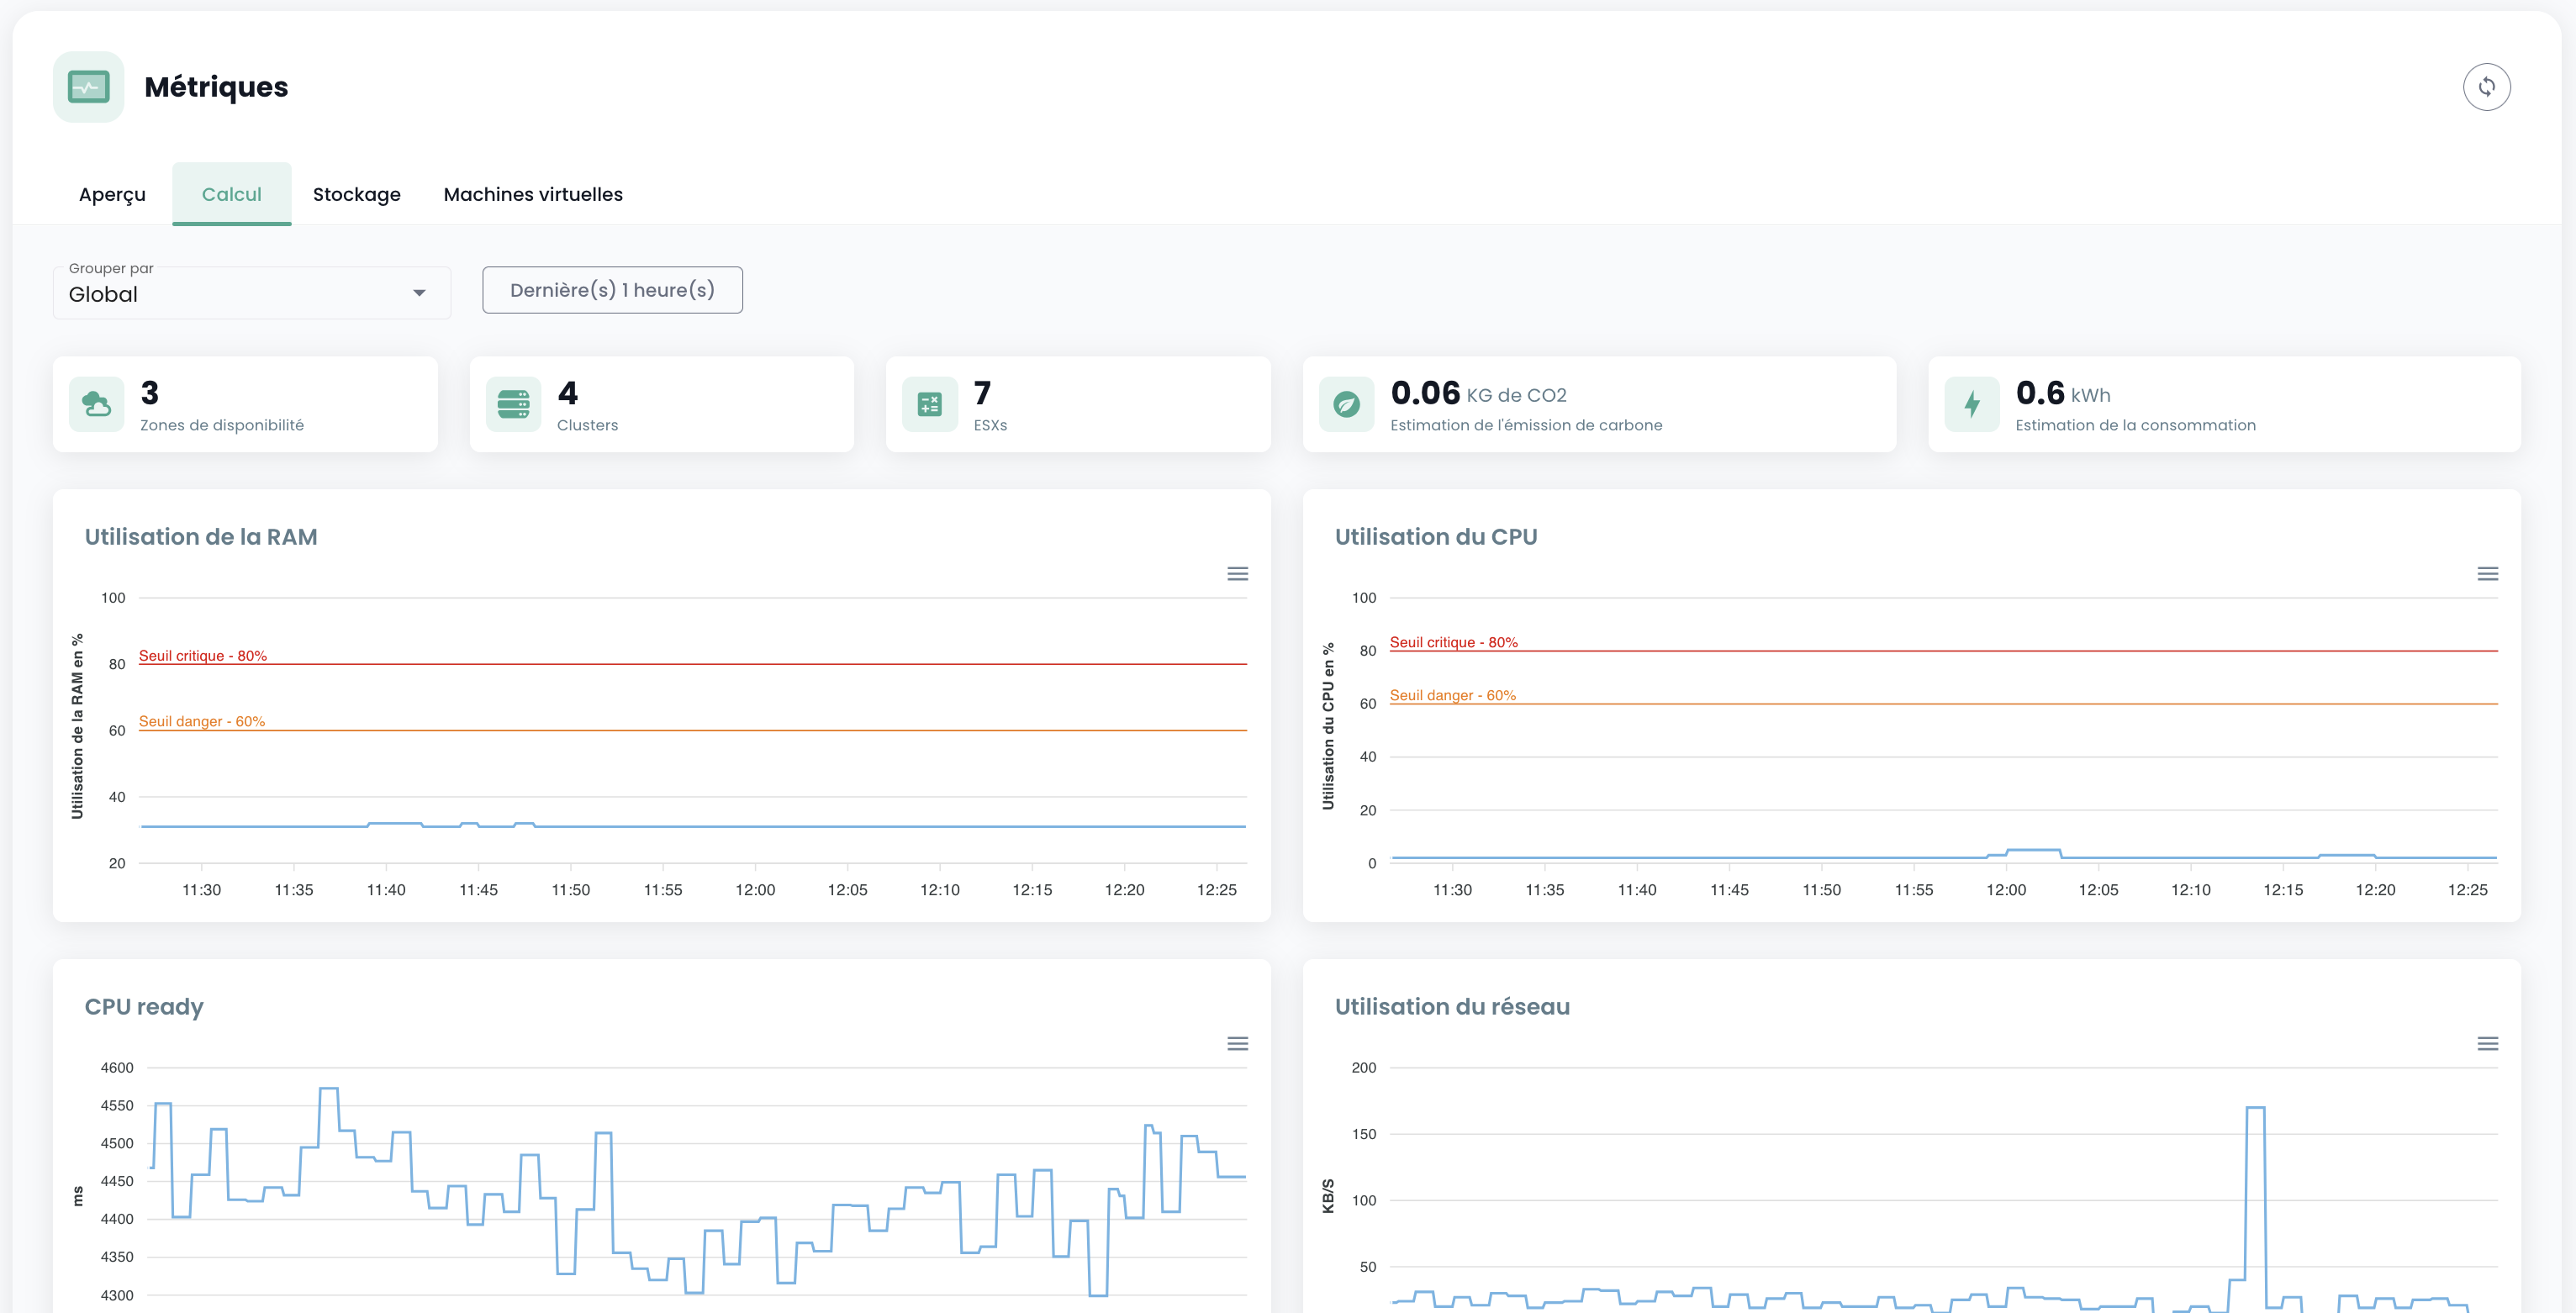 Métriques
Aperçu Calcul Stockage Machines virtuelles
Grouper par
Global
Dernière(s) 1 heure(s)
3
Zones de disponibilité
4
Clusters
7
ESXs
0.06 KG de CO2
Estimation de l'émission de carbone
0.6 kWh
Estimation de la consommation
Utilisation de la RAM
Utilisation de la RAM en %
100
Seuil critique - 80%
80
Seuil danger - 60%
60
40
20
11:30 11:35 11:40 11:45 11:50 11:55 12:00 12:05 12:10 12:15 12:20 12:25
Utilisation du CPU
Utilisation du CPU en %
100
Seuil critique - 80%
80
Seuil danger - 60%
60
40
20
0
11:30 11:35 11:40 11:45 11:50 11:55 12:00 12:05 12:10 12:15 12:20 12:25
CPU ready
ms
4600
4550
4500
4450
4400
4350
4300
Utilisation du réseau
KB/S
200
150
100
50